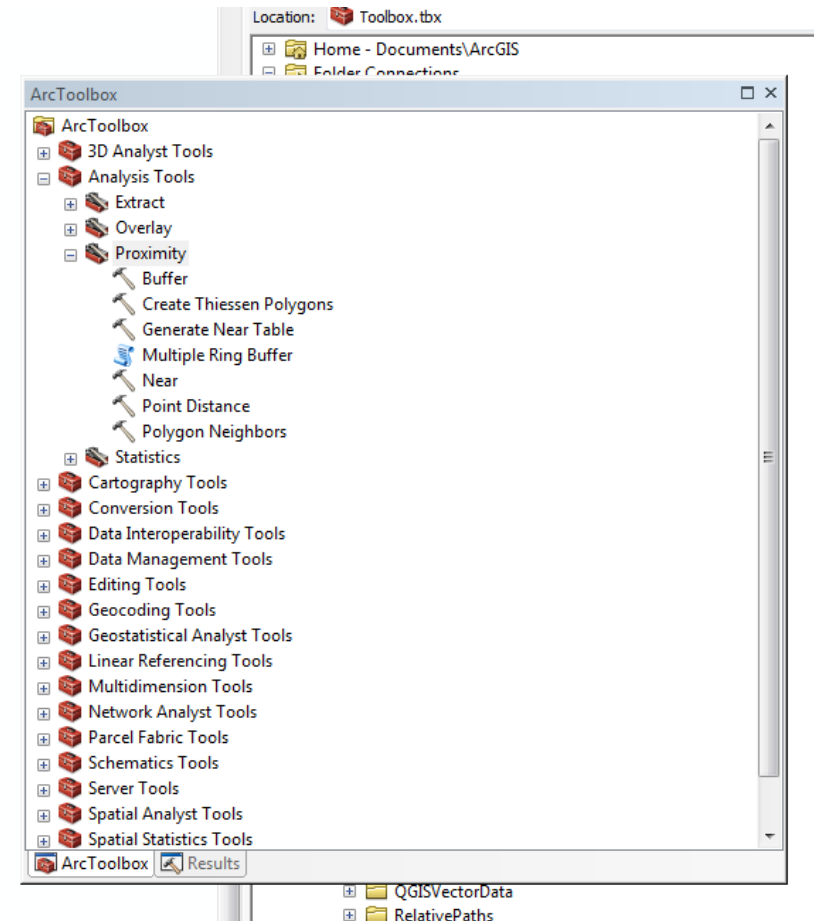 Location: Toolbox.tbx
Home - Documents\ArcGIS
Folder Connections
ArcToolbox
ArcToolbox
3D Analyst Tools
Analysis Tools
Extract
Overlay
Proximity
Buffer
Create Thiessen Polygons
Generate Near Table
Multiple Ring Buffer
Near
Point Distance
Polygon Neighbors
Statistics
Cartography Tools
Conversion Tools
Data Interoperability Tools
Data Management Tools
Editing Tools
Geocoding Tools
Geostatistical Analyst Tools
Linear Referencing Tools
Multidimension Tools
Network Analyst Tools
Parcel Fabric Tools
Schematics Tools
Server Tools
Spatial Analyst Tools
Spatial Statistics Tools
ArcToolbox Results
QGISVectorData
RelativePaths